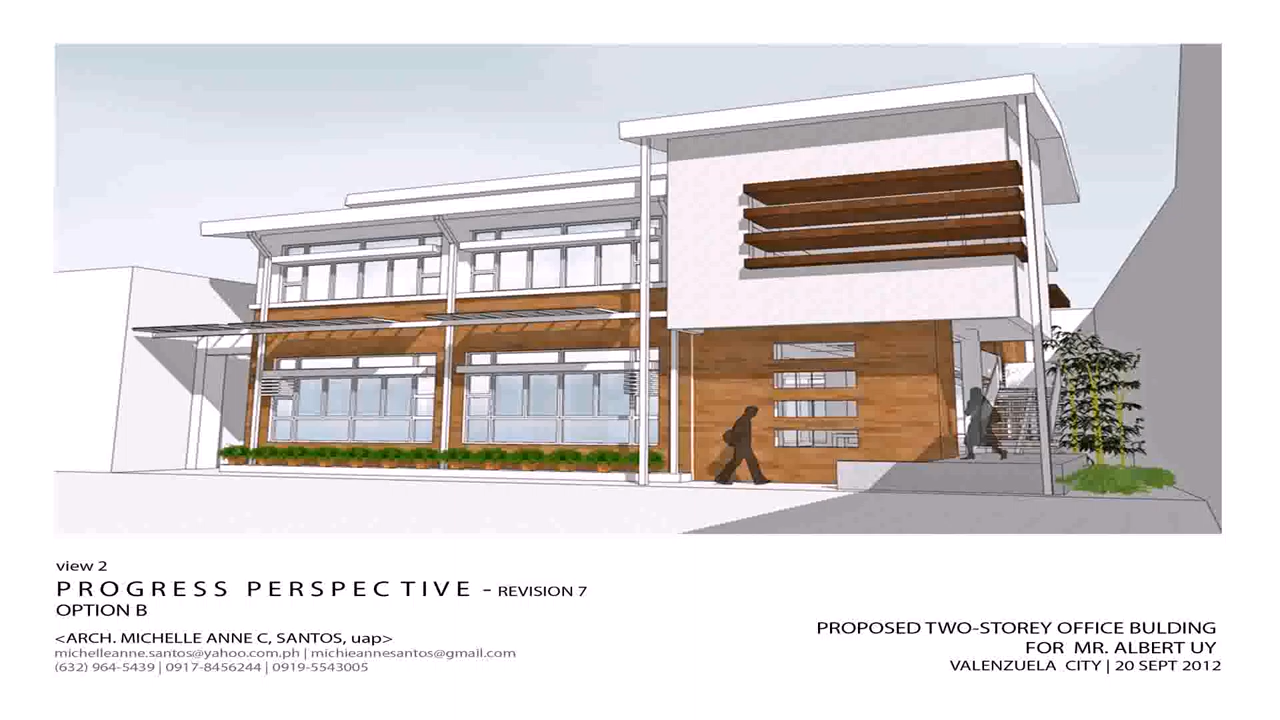 view 2
PROGRESS PERSPECTIVE - REVISION 7
OPTION B
<ARCH. MICHELLE ANNE C, SANTOS, uap>
michelleanne.santos@yahoo.com.ph | michieannesantos@gmail.com
(632) 964-5439 | 0917-8456244 | 0919-5543005
PROPOSED TWO-STOREY OFFICE BULDING
FOR MR. ALBERT UY
VALENZUELA CITY | 20 SEPT 2012